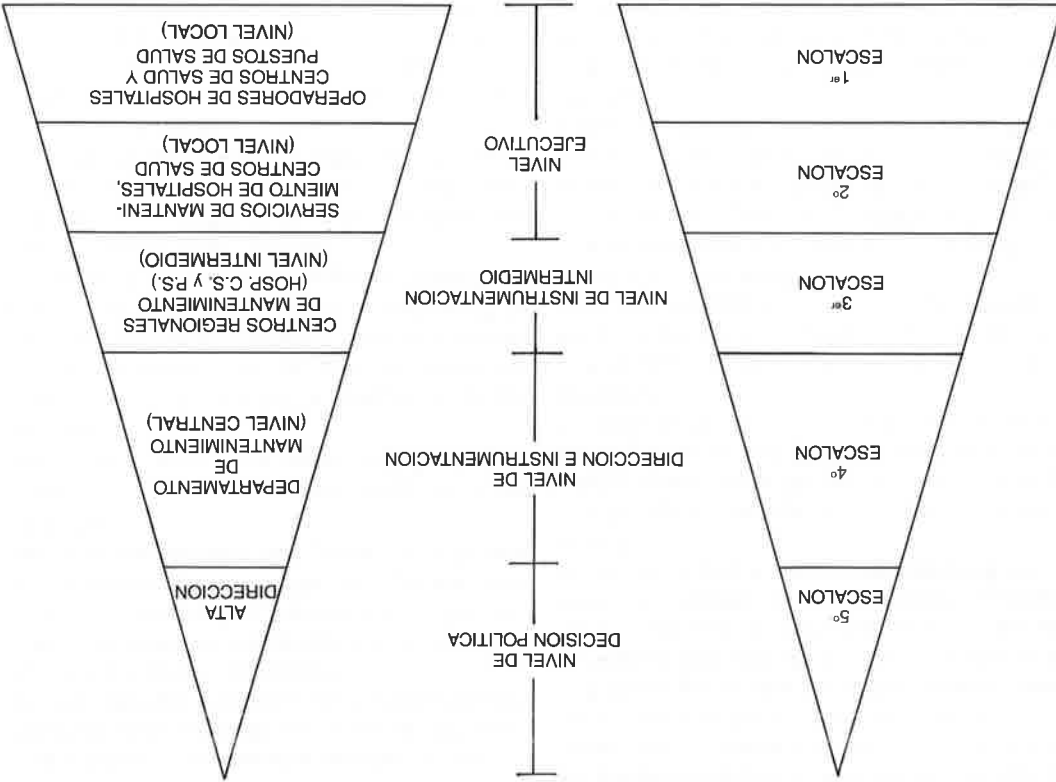 5º
ESCALON
4º
ESCALON
3er
ESCALON
2º
ESCALON
1er
ESCALON
NIVEL DE
DECISION POLITICA
NIVEL DE
DIRECCION E INSTRUMENTACION
NIVEL DE INSTRUMENTACION
INTERMEDIO
NIVEL
EJECUTIVO
ALTA
DIRECCION
DEPARTAMENTO
DE
MANTENIMIENTO
(NIVEL CENTRAL)
CENTROS REGIONALES
DE MANTENIMIENTO
(HOSP. C.S. y P.S.)
(NIVEL INTERMEDIO)
SERVICIOS DE MANTENI-
MIENTO DE HOSPITALES,
CENTROS DE SALUD
(NIVEL LOCAL)
OPERADORES DE HOSPITALES
CENTROS DE SALUD Y
PUESTOS DE SALUD
(NIVEL LOCAL)